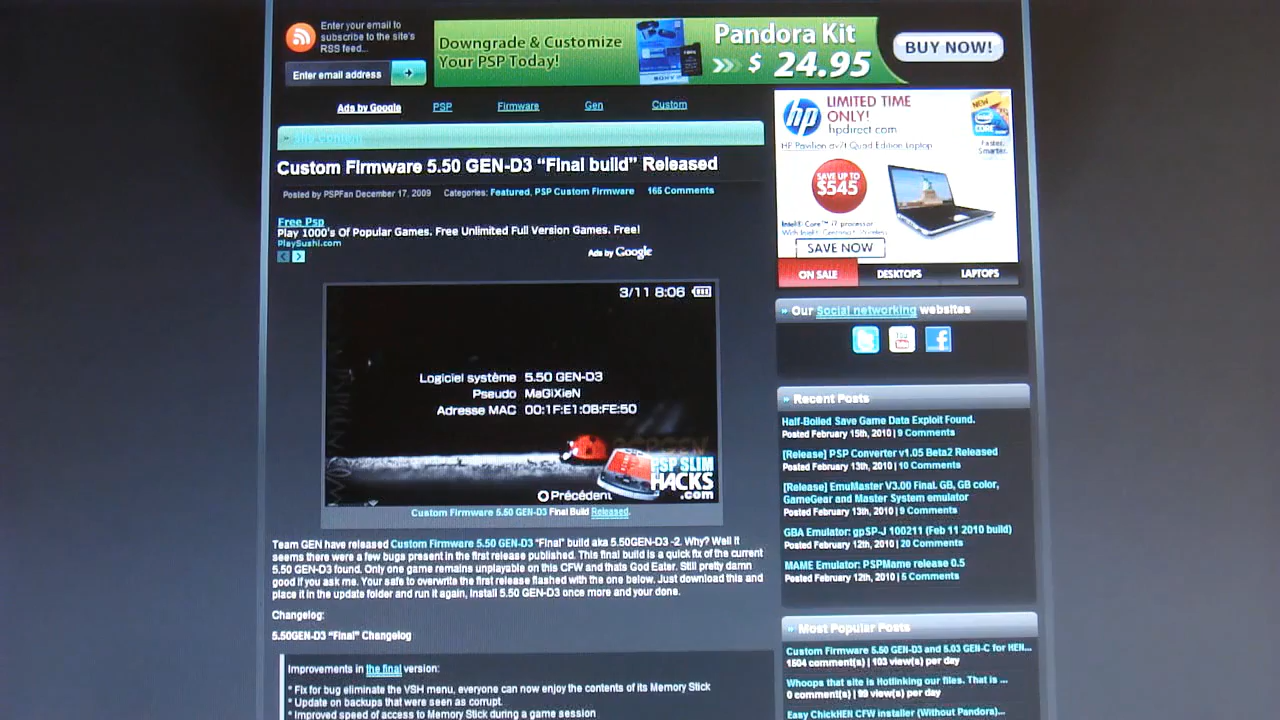 Enter your email to
subscribe to the site's
RSS feed...
Enter email address
Downgrade & Customize
Your PSP Today!
Pandora Kit
$ 24.95
BUY NOW!
Ads by Google
PSP
Firmware
Gen
Custom
Custom Firmware 5.50 GEN-D3 “Final build” Released
Posted by PSPFan December 17, 2009 Categories: Featured, PSP Custom Firmware 165 Comments
Free Psp
Play 1000's Of Popular Games. Free Unlimited Full Version Games. Free!
PlaySushi.com
Ads by Google
3/11 8:06
Logiciel système 5.50 GEN-D3
Pseudo MaGiXieN
Adresse MAC 00:1F:E1:0B:FE:50
PSP SLIM
HACKS
.com
Précédent
Custom Firmware 5.50 GEN-D3 Final Build Released.
Team GEN have released Custom Firmware 5.50 GEN-D3 “Final” build aka 5.50GEN-D3 -2. Why? Well it
seems there were a few bugs present in the first release published. This final build is a quick fix of the current
5.50 GEN-D3 found. Only one game remains unplayable on this CFW and thats God Eater. Still pretty damn
good if you ask me. Your safe to overwrite the first release flashed with the one below. Just download this and
place it in the update folder and run it again, Install 5.50 GEN-D3 once more and your done.
Changelog:
5.50GEN-D3 “Final” Changelog
Improvements in the final version:
* Fix for bug eliminate the VSH menu, everyone can now enjoy the contents of its Memory Stick
* Update on backups that were seen as corrupt.
* Improved speed of access to Memory Stick during a game session
hp
LIMITED TIME
ONLY!
hpdirect.com
HP Pavilion dv7t Quad Edition Laptop
NEW
CORE
Faster.
Smarter.
SAVE UP TO
$545
Intel® Core™ i7 processor
SAVE NOW
ON SALE
DESKTOPS
LAPTOPS
» Our Social networking websites
You
» Recent Posts
Half-Boiled Save Game Data Exploit Found.
Posted February 15th, 2010 | 9 Comments
[Release] PSP Converter v1.05 Beta2 Released
Posted February 13th, 2010 | 10 Comments
[Release] EmuMaster V3.00 Final. GB, GB color,
GameGear and Master System emulator
Posted February 13th, 2010 | 9 Comments
GBA Emulator: gpSP-J 100211 (Feb 11 2010 build)
Posted February 12th, 2010 | 20 Comments
MAME Emulator: PSPMame release 0.5
Posted February 12th, 2010 | 5 Comments
» Most Popular Posts
Custom Firmware 5.50 GEN-D3 and 5.03 GEN-C for HEN...
1504 comment(s) | 103 view(s) per day
Whoops that site is Hotlinking our files. That is ...
0 comment(s) | 99 view(s) per day
Easy ChickHEN CFW installer (Without Pandora)...